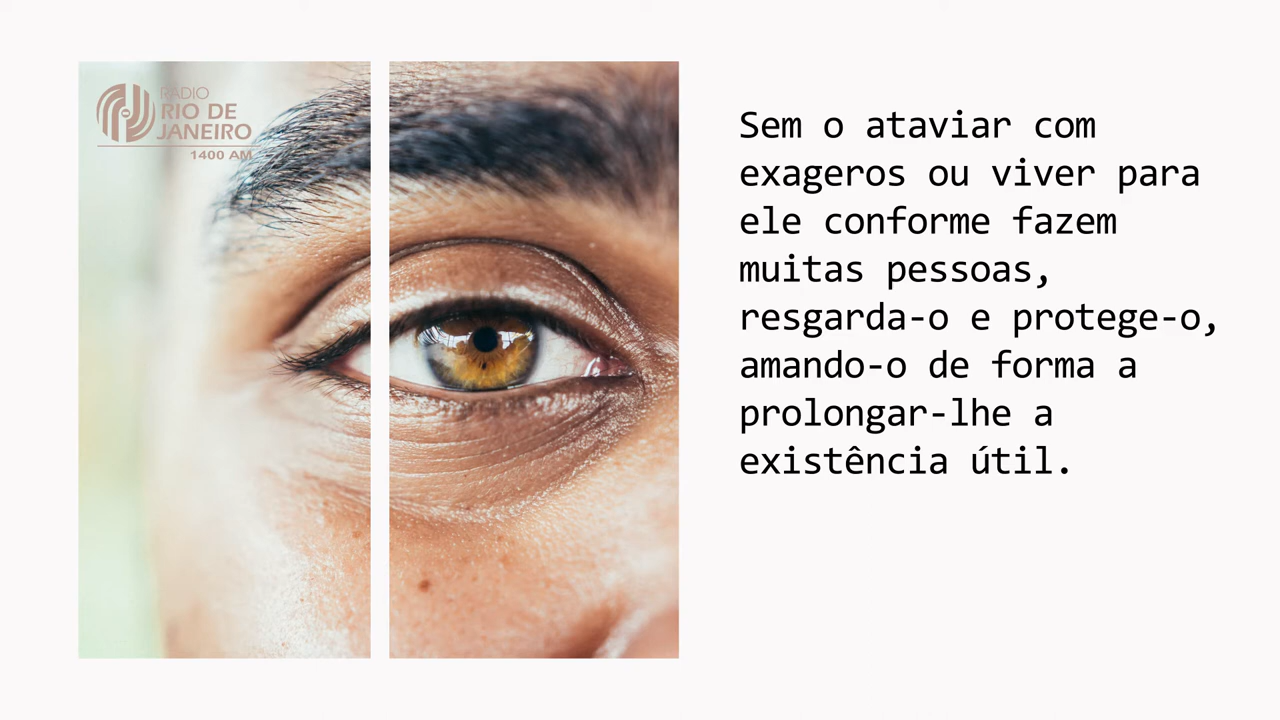 RÁDIO
RIO DE
JANEIRO
1400 AM
Sem o ataviar com
exageros ou viver para
ele conforme fazem
muitas pessoas,
resgarda-o e protege-o,
amando-o de forma a
prolongar-lhe a
existência útil.